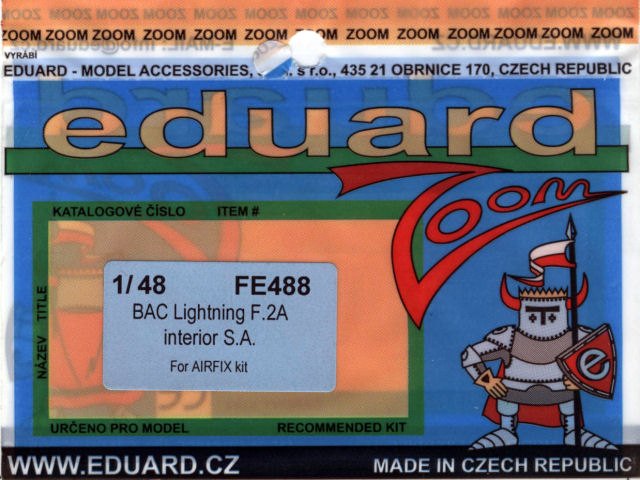 ZOOM ZOOM ZOOM ZOOM ZOOM ZOOM ZOOM ZOOM ZOOM ZOOM ZOOM ZOOM ZOOM
VYRÁBÍ
EDUARD - MODEL ACCESSORIES, s r.o., 435 21 OBRNICE 170, CZECH REPUBLIC
eduard
Zoom
KATALOGOVÉ ČÍSLO ITEM #
1/48 FE488
BAC Lightning F.2A
interior S.A.
For AIRFIX kit
NÁZEV TITLE
e
URČENO PRO MODEL RECOMMENDED KIT
WWW.EDUARD.CZ MADE IN CZECH REPUBLIC